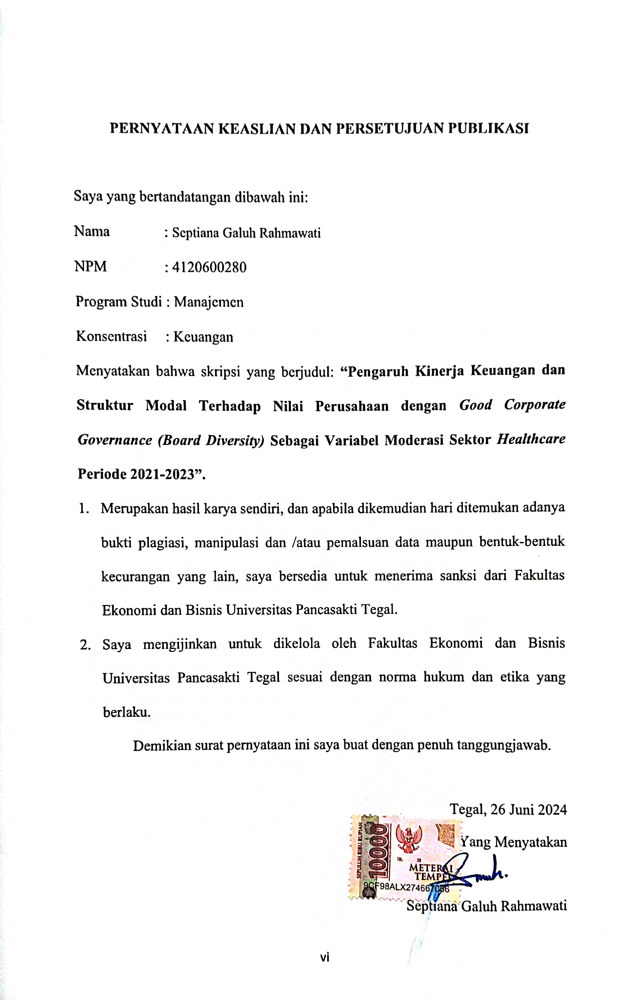 PERNYATAAN KEASLIAN DAN PERSETUJUAN PUBLIKASI
Saya yang bertandatangan dibawah ini:
Nama : Septiana Galuh Rahmawati
NPM : 4120600280
Program Studi : Manajemen
Konsentrasi : Keuangan
Menyatakan bahwa skripsi yang berjudul: “Pengaruh Kinerja Keuangan dan
Struktur Modal Terhadap Nilai Perusahaan dengan Good Corporate
Governance (Board Diversity) Sebagai Variabel Moderasi Sektor Healthcare
Periode 2021-2023”.
1. Merupakan hasil karya sendiri, dan apabila dikemudian hari ditemukan adanya
bukti plagiasi, manipulasi dan /atau pemalsuan data maupun bentuk-bentuk
kecurangan yang lain, saya bersedia untuk menerima sanksi dari Fakultas
Ekonomi dan Bisnis Universitas Pancasakti Tegal.
2. Saya mengijinkan untuk dikelola oleh Fakultas Ekonomi dan Bisnis
Universitas Pancasakti Tegal sesuai dengan norma hukum dan etika yang
berlaku.
Demikian surat pernyataan ini saya buat dengan penuh tanggungjawab.
Tegal, 26 Juni 2024
Yang Menyatakan
SEPULUH RIBU RUPIAH
10000
TGL. 20
METERAI
TEMPEL
Septiana Galuh Rahmawati
vi